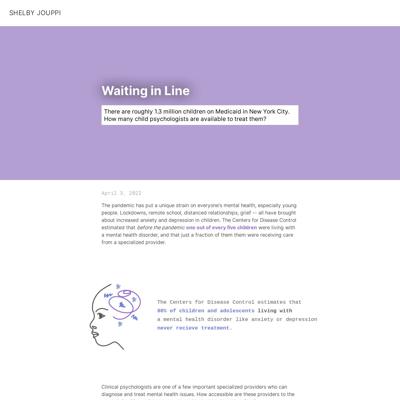 SHELBY JOUPPI
Waiting in Line
There are roughly 1.3 million children on Medicaid in New York City.
How many child psychologists are available to treat them?
April 3, 2022
The pandemic has put a unique strain on everyone's mental health, especially young
people. Lockdowns, remote school, distanced relationships, grief — all have brought
about increased anxiety and depression in children. The Centers for Disease Control
estimated that before the pandemic one out of every five children were living with
a mental health disorder, and that just a fraction of them them were receiving care
from a specialized provider.
The Centers for Disease Control estimates that
80% of children and adolescents living with
a mental health disorder like anxiety or depression
never recieve treatment.
Clinical psychologists are one of a few important specialized providers who can
diagnose and treat mental health issues. How accessible are these providers to the